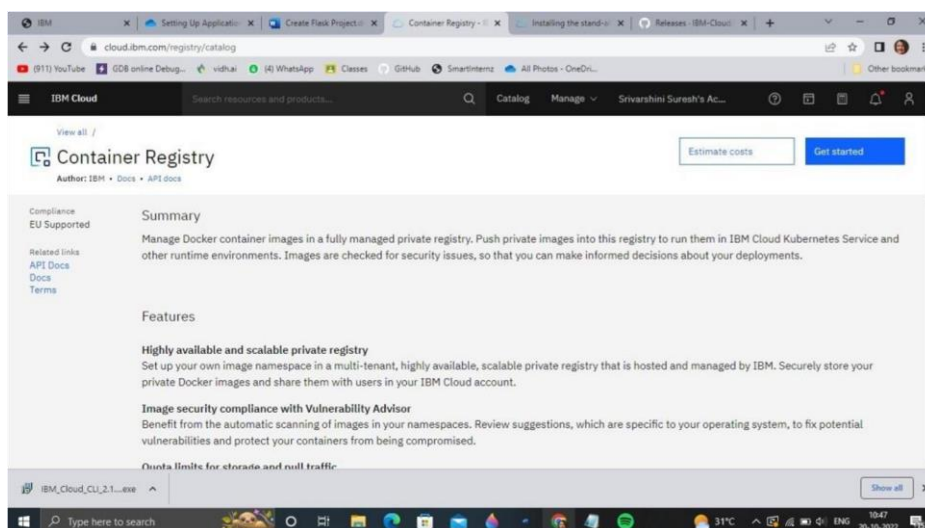 IBM
Setting Up Applicatio
Create Flask Project i
Container Registry - I
Installing the stand-a
Releases · IBM-Cloud
cloud.ibm.com/registry/catalog
(911) YouTube
GDB online Debug...
vidh.ai
(4) WhatsApp
Classes
GitHub
Smartinternz
All Photos - OneDri...
Other bookmark
IBM Cloud
Search resources and products...
Catalog
Manage
Srivarshini Suresh's Ac...
View all /
Container Registry
Author: IBM • Docs • API docs
Estimate costs
Get started
Compliance
EU Supported
Related links
API Docs
Docs
Terms
Summary
Manage Docker container images in a fully managed private registry. Push private images into this registry to run them in IBM Cloud Kubernetes Service and
other runtime environments. Images are checked for security issues, so that you can make informed decisions about your deployments.
Features
Highly available and scalable private registry
Set up your own image namespace in a multi-tenant, highly available, scalable private registry that is hosted and managed by IBM. Securely store your
private Docker images and share them with users in your IBM Cloud account.
Image security compliance with Vulnerability Advisor
Benefit from the automatic scanning of images in your namespaces. Review suggestions, which are specific to your operating system, to fix potential
vulnerabilities and protect your containers from being compromised.
Quota limits for storage and pull traffic
IBM_Cloud_CLI_2.1....exe
Show all
Type here to search
31°C
ENG
10:47
20-10-2022